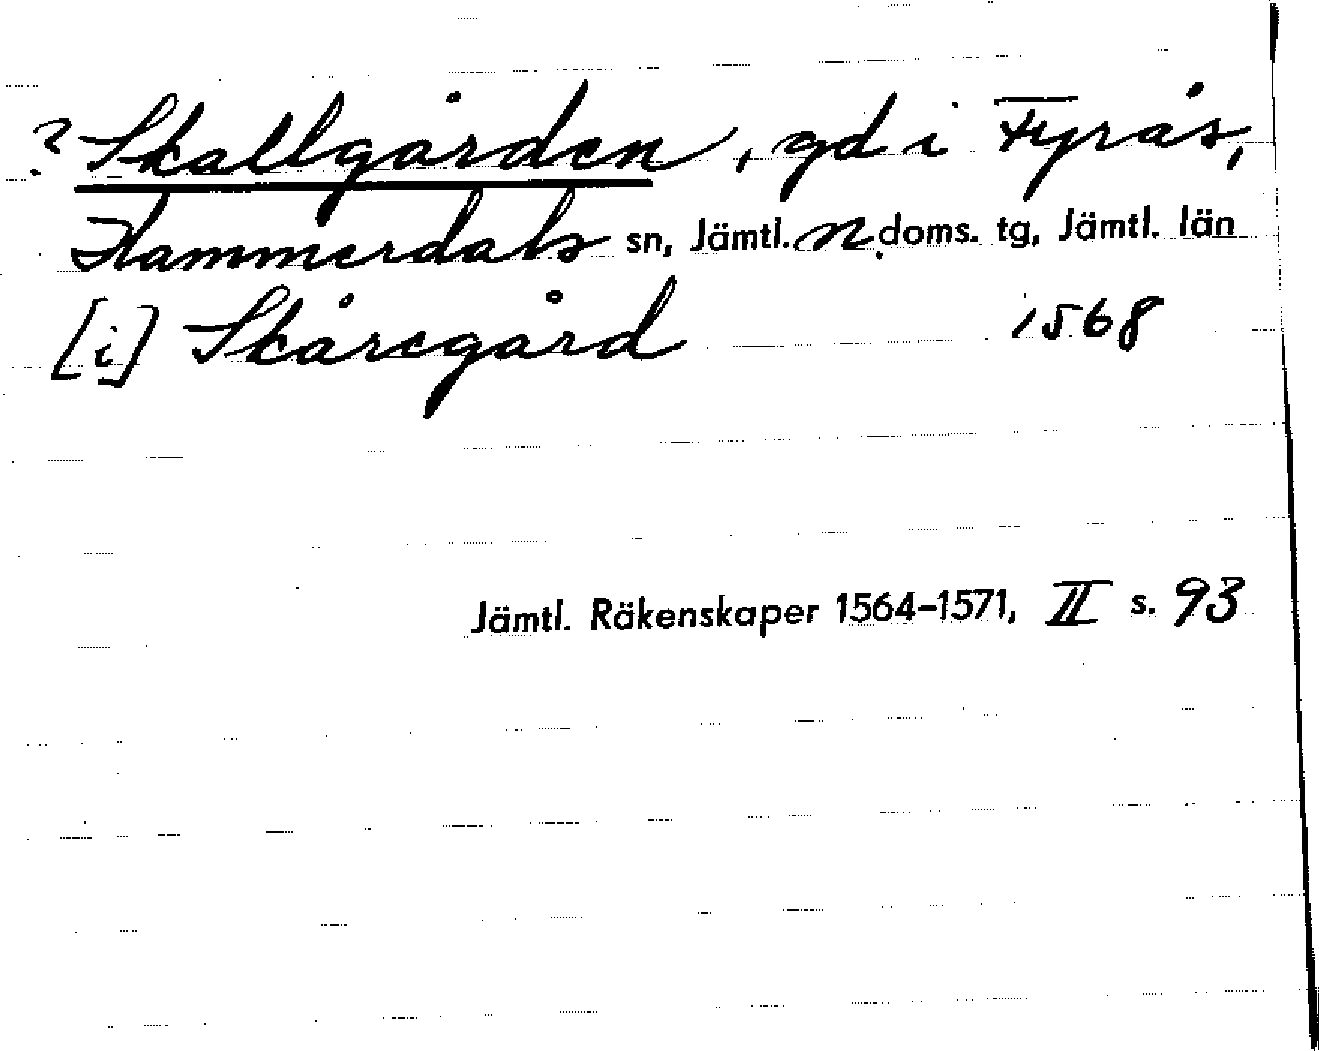 ? Skallgården, gd i Fyrås,
Hammerdals sn, Jämtl. n. doms. tg, Jämtl. län
[i] Skåregård 1568
Jämtl. Räkenskaper 1564-1571, II s. 93